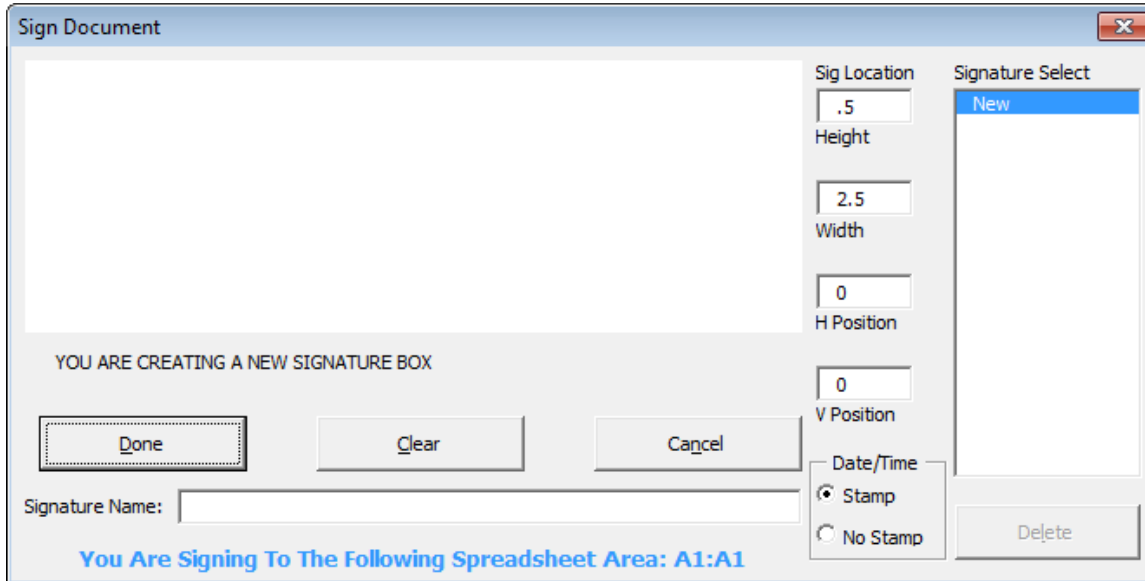 Sign Document
Sig Location
.5
Height
2.5
Width
0
H Position
0
V Position
Signature Select
New
YOU ARE CREATING A NEW SIGNATURE BOX
Done
Clear
Cancel
Date/Time
Stamp
No Stamp
Signature Name:
Delete
You Are Signing To The Following Spreadsheet Area: A1:A1